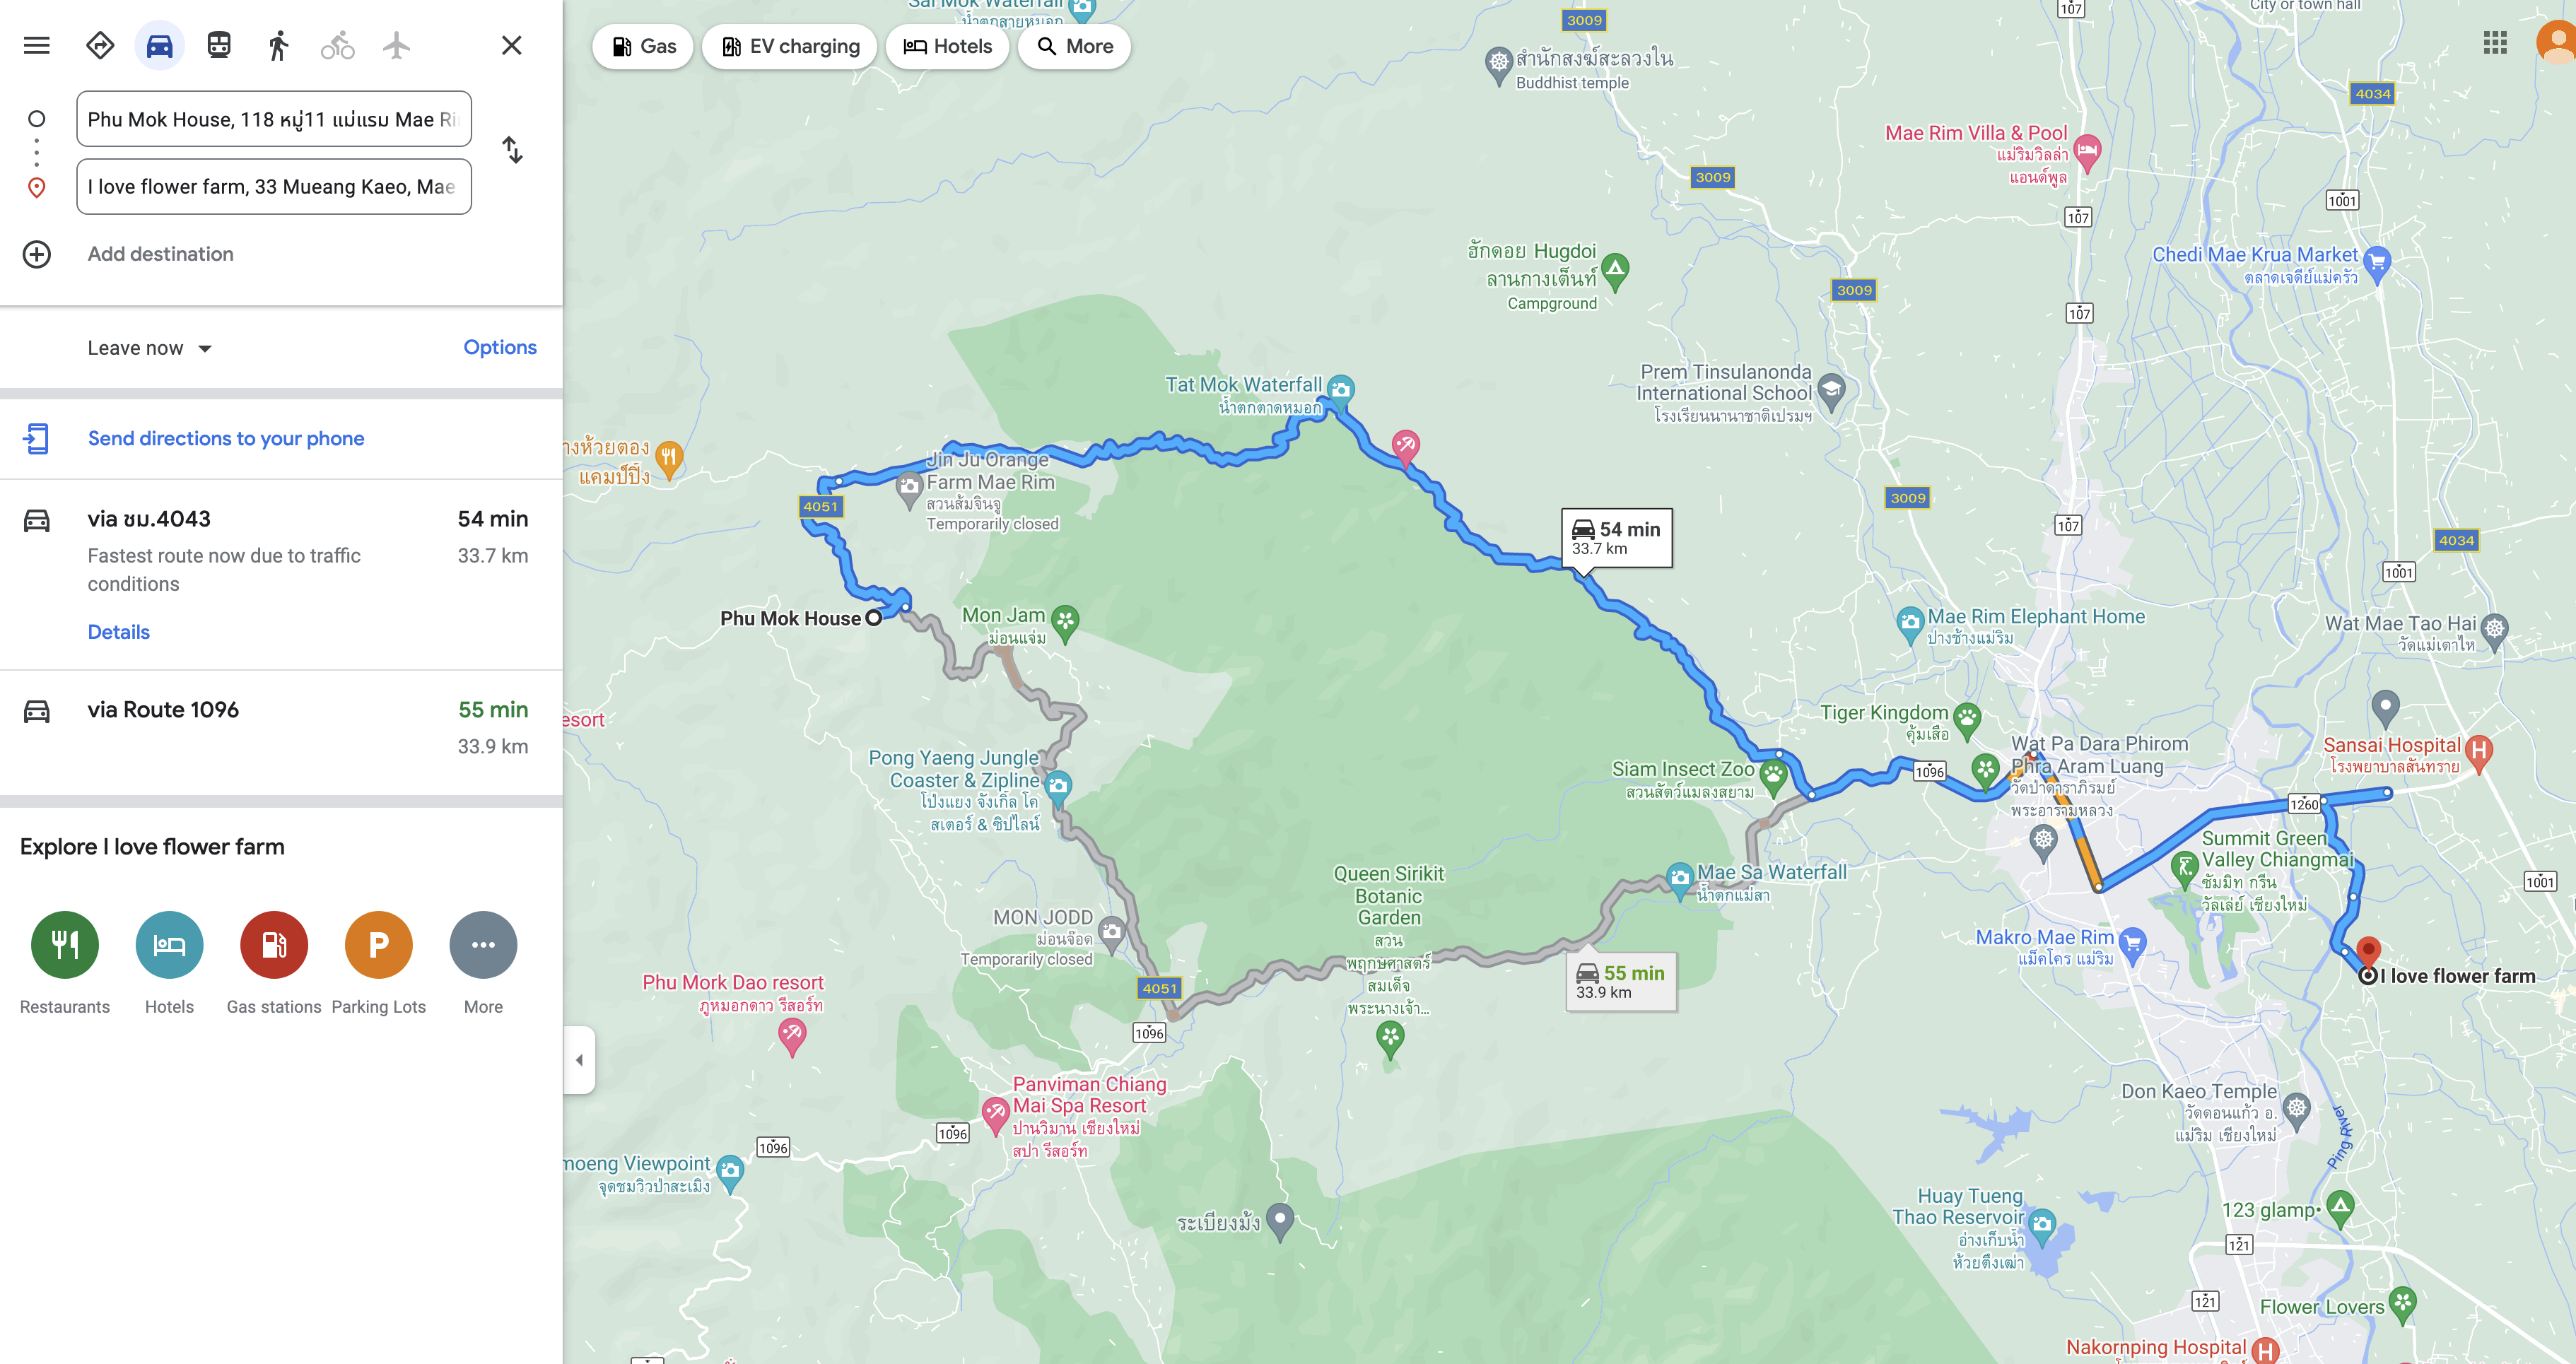 Phu Mok House, 118 หมู่11 แม่แรม Mae Ri
I love flower farm, 33 Mueang Kaeo, Mae
Add destination
Leave now
Options
Send directions to your phone
via ชม.4043
54 min
Fastest route now due to traffic
conditions
33.7 km
Details
via Route 1096
55 min
33.9 km
Explore I love flower farm
P
Restaurants
Hotels
Gas stations
Parking Lots
More
Gas
EV charging
Hotels
More
Sai Mok Waterfall
น้ำตกสายหมอก
3009
107
City or town hall
สำนักสงฆ์สะลวงใน
Buddhist temple
4034
Mae Rim Villa & Pool
แม่ริมวิลล่า
แอนด์พูล
3009
1001
107
ฮักดอย Hugdoi
ลานกางเต็นท์
Campground
Chedi Mae Krua Market
ตลาดเจดีย์แม่ครัว
3009
107
Tat Mok Waterfall
น้ำตกตาดหมอก
Prem Tinsulanonda
International School
โรงเรียนนานาชาติเปรมฯ
างห้วยตอง
แคมป์ปิ้ง
Jin Ju Orange
Farm Mae Rim
สวนส้มจินจู
Temporarily closed
4051
3009
107
54 min
33.7 km
4034
1001
Phu Mok House
Mon Jam
ม่อนแจ่ม
Mae Rim Elephant Home
ปางช้างแม่ริม
Wat Mae Tao Hai
วัดแม่เตาไห
esort
Tiger Kingdom
คุ้มเสือ
Wat Pa Dara Phirom
Phra Aram Luang
วัดป่าดาราภิรมย์
พระอารามหลวง
Sansai Hospital
โรงพยาบาลสันทราย
H
Pong Yaeng Jungle
Coaster & Zipline
โป่งแยง จังเกิ้ล โค
สเตอร์ & ซิปไลน์
Siam Insect Zoo
สวนสัตว์แมลงสยาม
1096
1260
Summit Green
Valley Chiangmai
ซัมมิท กรีน
วัลเล่ย์ เชียงใหม่
1001
Mae Sa Waterfall
น้ำตกแม่สา
Queen Sirikit
Botanic
Garden
สวน
พฤกษศาสตร์
สมเด็จ
พระนางเจ้า...
MON JODD
ม่อนจ๊อด
Temporarily closed
Makro Mae Rim
แม็คโคร แม่ริม
55 min
33.9 km
I love flower farm
Phu Mork Dao resort
ภูหมอกดาว รีสอร์ท
4051
1096
Panviman Chiang
Mai Spa Resort
ปานวิมาน เชียงใหม่
สปา รีสอร์ท
1096
1096
Don Kaeo Temple
วัดดอนแก้ว อ.
แม่ริม เชียงใหม่
Ping River
moeng Viewpoint
จุดชมวิวป่าสะเมิง
ระเบียงม้ง
Huay Tueng
Thao Reservoir
อ่างเก็บน้ำ
ห้วยตึงเฒ่า
123 glamp
121
121
Flower Lovers
Nakornping Hospital
H